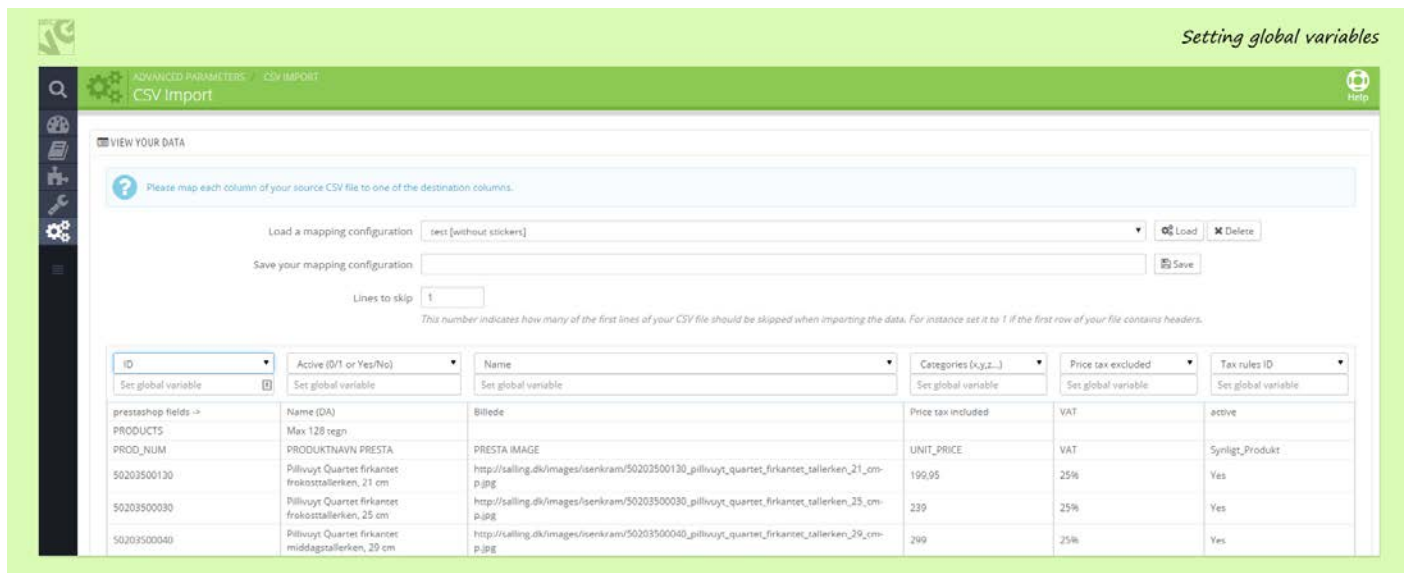 Setting global variables
ADVANCED PARAMETERS / CSV IMPORT
CSV Import
Help
VIEW YOUR DATA
Please map each column of your source CSV file to one of the destination columns.
Load a mapping configuration test [without stickers] Load Delete
Save your mapping configuration Save
Lines to skip 1
This number indicates how many of the first lines of your CSV file should be skipped when importing the data. For instance set it to 1 if the first row of your file contains headers.
ID Active (0/1 or Yes/No) Name Categories (x,y,z...) Price tax excluded Tax rules ID
Set global variable Set global variable Set global variable Set global variable Set global variable Set global variable
prestashop fields -> Name (DA) Billede Price tax included VAT active
PRODUCTS Max 128 tegn
PROD_NUM PRODUKTNAVN PRESTA PRESTA IMAGE UNIT_PRICE VAT Synligt_Produkt
Pillivuyt Quartet firkantet http://salling.dk/images/isenkram/50203500130_pillivuyt_quartet_firkantet_tallerken_21_cm-
50203500130 frokosttallerken, 21 cm p.jpg 199,95 25% Yes
Pillivuyt Quartet firkantet http://salling.dk/images/isenkram/50203500030_pillivuyt_quartet_firkantet_tallerken_25_cm-
50203500030 frokosttallerken, 25 cm p.jpg 239 25% Yes
Pillivuyt Quartet firkantet http://salling.dk/images/isenkram/50203500040_pillivuyt_quartet_firkantet_tallerken_29_cm-
50203500040 middagstallerken, 29 cm p.jpg 299 25% Yes